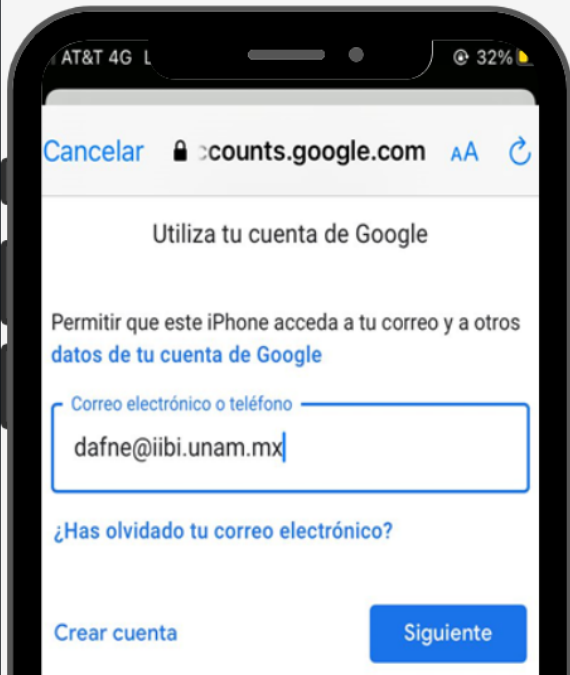 AT&T 4G
32%
Cancelar
counts.google.com
AA
Utiliza tu cuenta de Google
Permitir que este iPhone acceda a tu correo y a otros
datos de tu cuenta de Google
Correo electrónico o teléfono
dafne@iibi.unam.mx
¿Has olvidado tu correo electrónico?
Crear cuenta
Siguiente